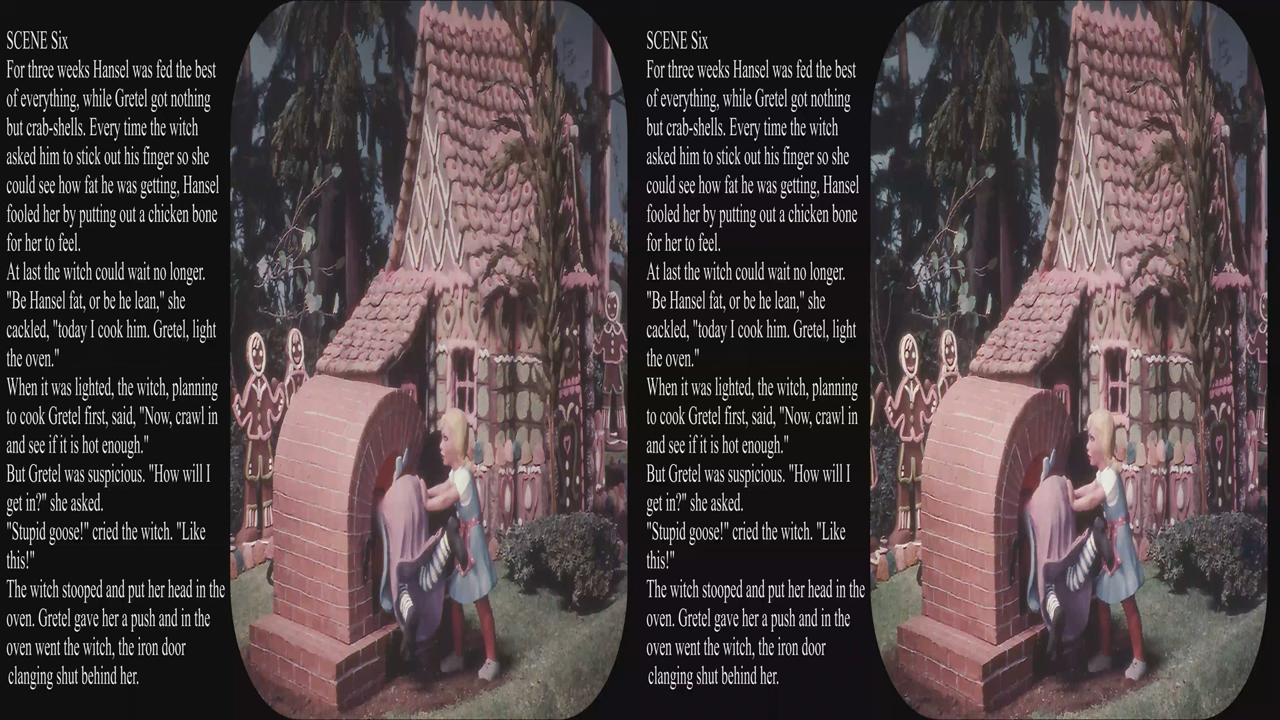 SCENE Six
For three weeks Hansel was fed the best
of everything, while Gretel got nothing
but crab-shells. Every time the witch
asked him to stick out his finger so she
could see how fat he was getting, Hansel
fooled her by putting out a chicken bone
for her to feel.
At last the witch could wait no longer.
"Be Hansel fat, or be he lean," she
cackled, "today I cook him. Gretel, light
the oven."
When it was lighted, the witch, planning
to cook Gretel first, said, "Now, crawl in
and see if it is hot enough."
But Gretel was suspicious. "How will I
get in?" she asked.
"Stupid goose!" cried the witch. "Like
this!"
The witch stooped and put her head in the
oven. Gretel gave her a push and in the
oven went the witch, the iron door
clanging shut behind her.
SCENE Six
For three weeks Hansel was fed the best
of everything, while Gretel got nothing
but crab-shells. Every time the witch
asked him to stick out his finger so she
could see how fat he was getting, Hansel
fooled her by putting out a chicken bone
for her to feel.
At last the witch could wait no longer.
"Be Hansel fat, or be he lean," she
cackled, "today I cook him. Gretel, light
the oven."
When it was lighted, the witch, planning
to cook Gretel first, said, "Now, crawl in
and see if it is hot enough."
But Gretel was suspicious. "How will I
get in?" she asked.
"Stupid goose!" cried the witch. "Like
this!"
The witch stooped and put her head in the
oven. Gretel gave her a push and in the
oven went the witch, the iron door
clanging shut behind her.